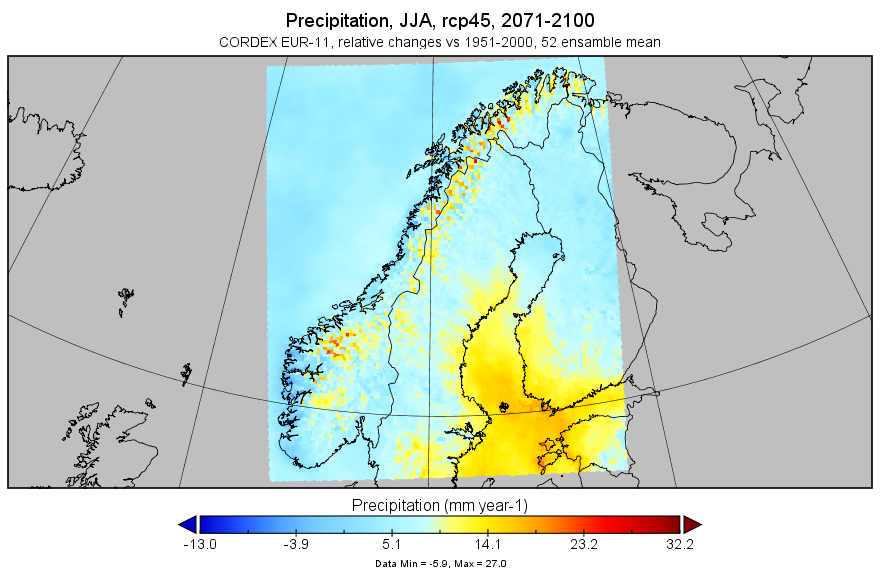 Precipitation, JJA, rcp45, 2071-2100
CORDEX EUR-11, relative changes vs 1951-2000, 52 ensamble mean
Precipitation (mm year-1)
-13.0 -3.9 5.1 14.1 23.2 32.2
Data Min = -5.9, Max = 27.0